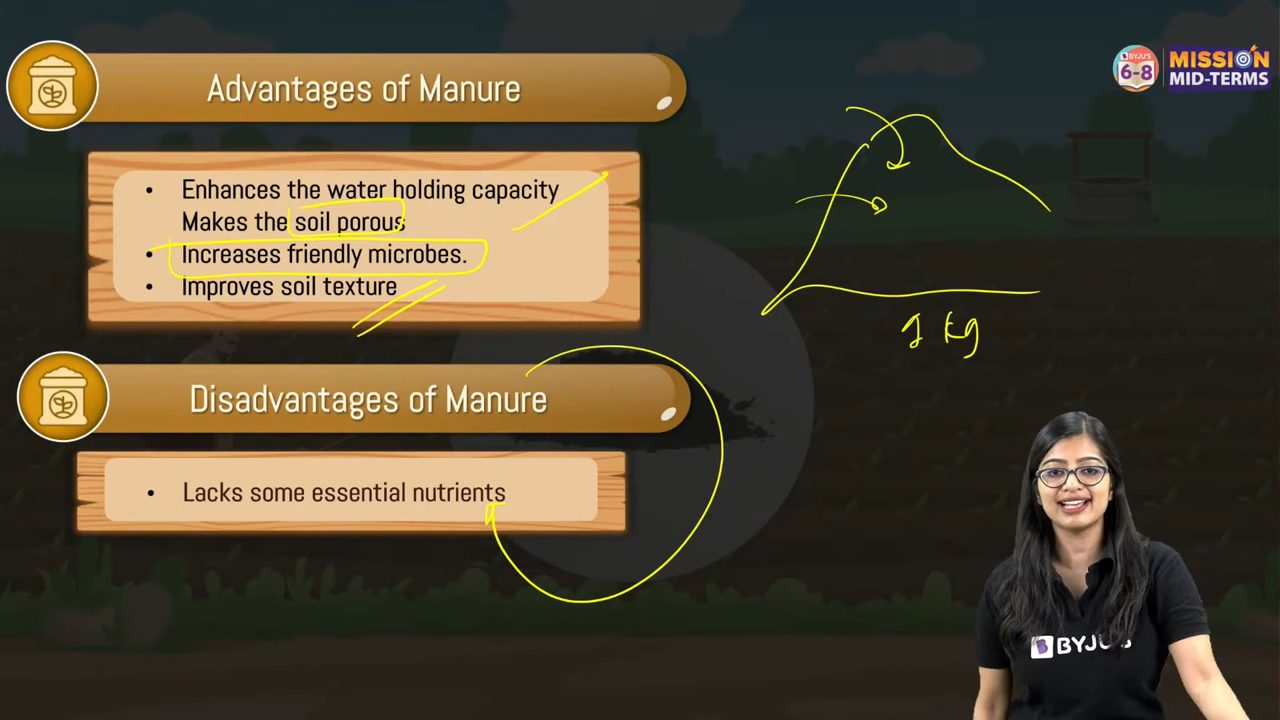 Advantages of Manure
• Enhances the water holding capacity
Makes the soil porous
• Increases friendly microbes.
• Improves soil texture
Disadvantages of Manure
• Lacks some essential nutrients
1 kg
BYJU'S
6-8
MISSION
MID-TERMS
BYJU'S